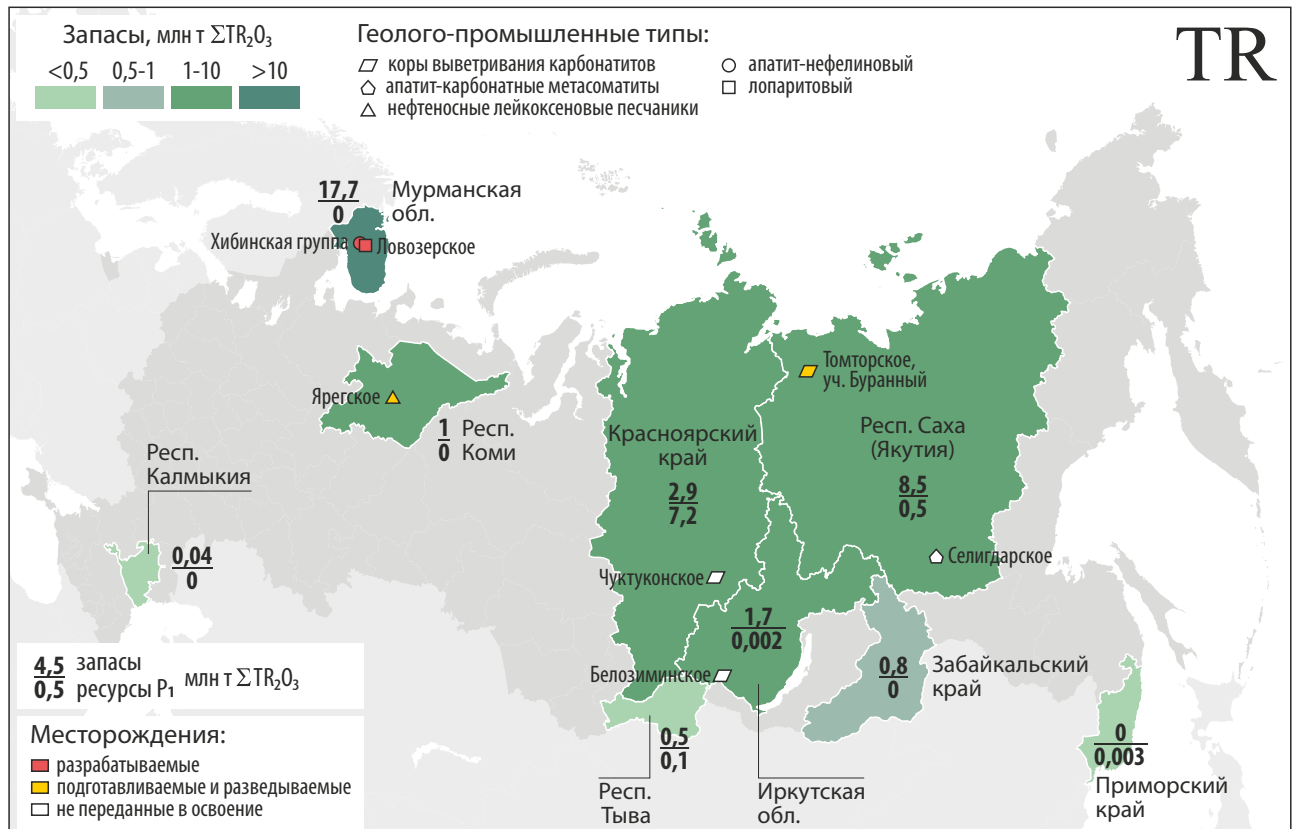 Запасы, млн т ΣTR₂O₃
<0,5 0,5-1 1-10 >10
Геолого-промышленные типы:
коры выветривания карбонатитов
апатит-карбонатные метасоматиты
нефтеносные лейкоксеновые песчаники
апатит-нефелиновый
лопаритовый
TR
17,7
0
Мурманская
обл.
Хибинская группа
Ловозерское
Томторское,
уч. Буранный
Ярегское
1
0
Респ.
Коми
Красноярский
край
2,9
7,2
Респ. Саха
(Якутия)
8,5
0,5
Респ.
Калмыкия
0,04
0
Селигдарское
Чуктуконское
1,7
0,002
Белозиминское
0,8
0
Забайкальский
край
4,5
0,5
запасы
ресурсы P₁
млн т ΣTR₂O₃
0,5
0,1
0
0,003
Месторождения:
разрабатываемые
подготавливаемые и разведываемые
не переданные в освоение
Респ.
Тыва
Иркутская
обл.
Приморский
край